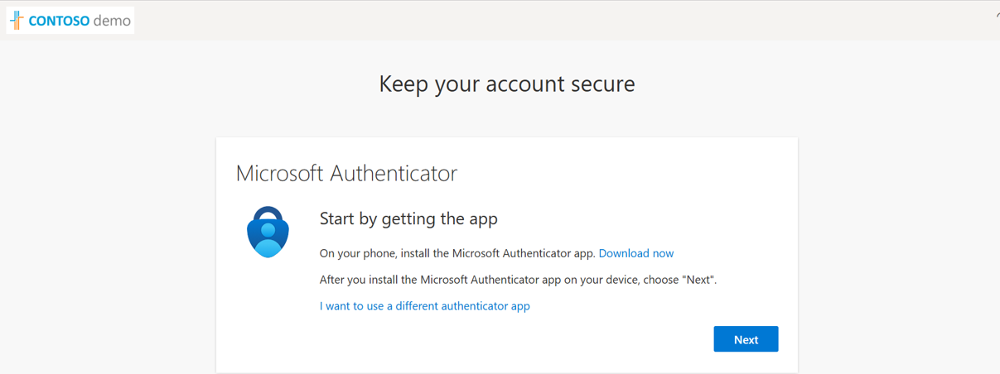 CONTOSO demo
Keep your account secure
Microsoft Authenticator
Start by getting the app
On your phone, install the Microsoft Authenticator app. Download now
After you install the Microsoft Authenticator app on your device, choose "Next".
I want to use a different authenticator app
Next